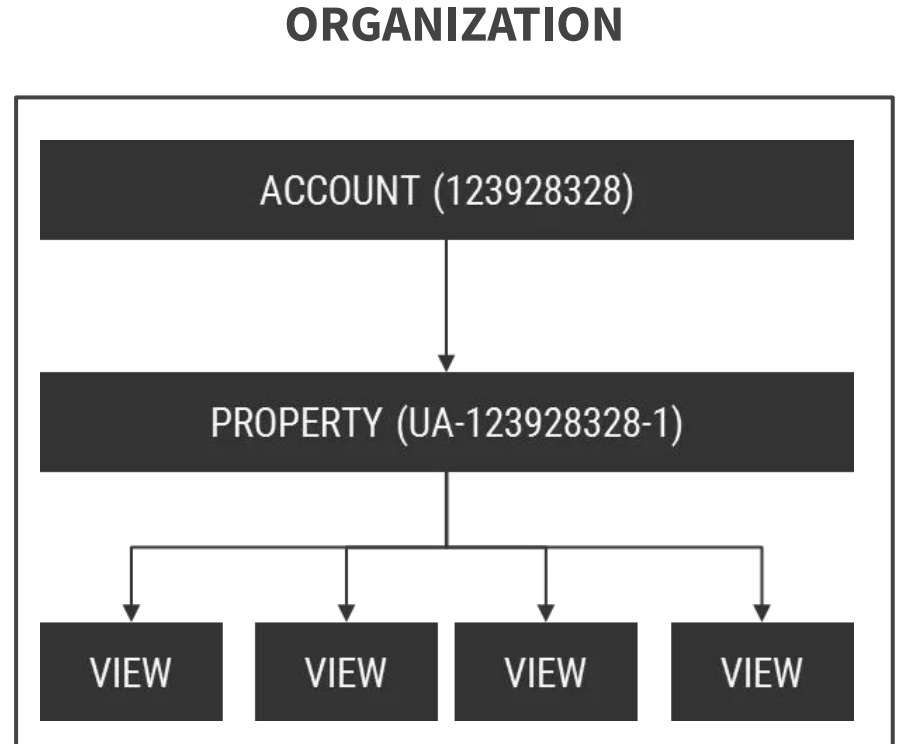 ORGANIZATION
ACCOUNT (123928328)
PROPERTY (UA-123928328-1)
VIEW VIEW VIEW VIEW